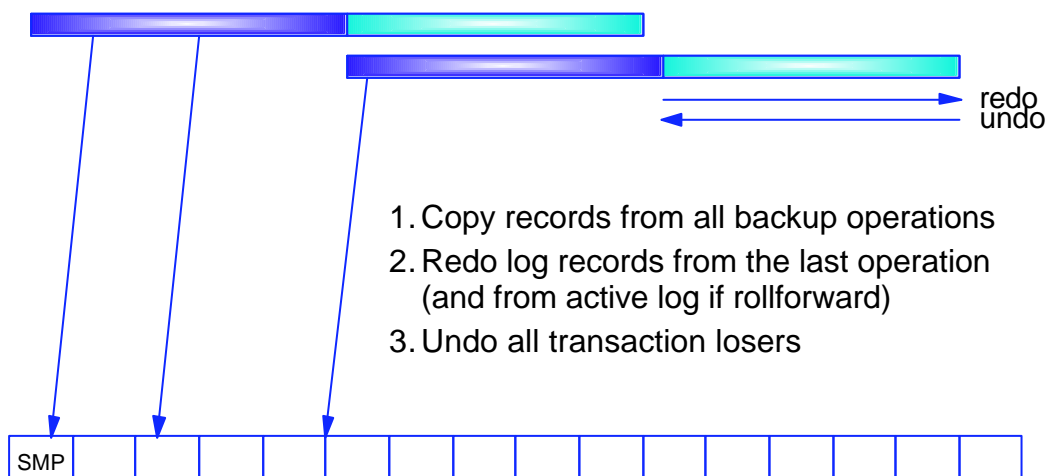 redo
undo
1. Copy records from all backup operations
2. Redo log records from the last operation
(and from active log if rollforward)
3. Undo all transaction losers
SMP